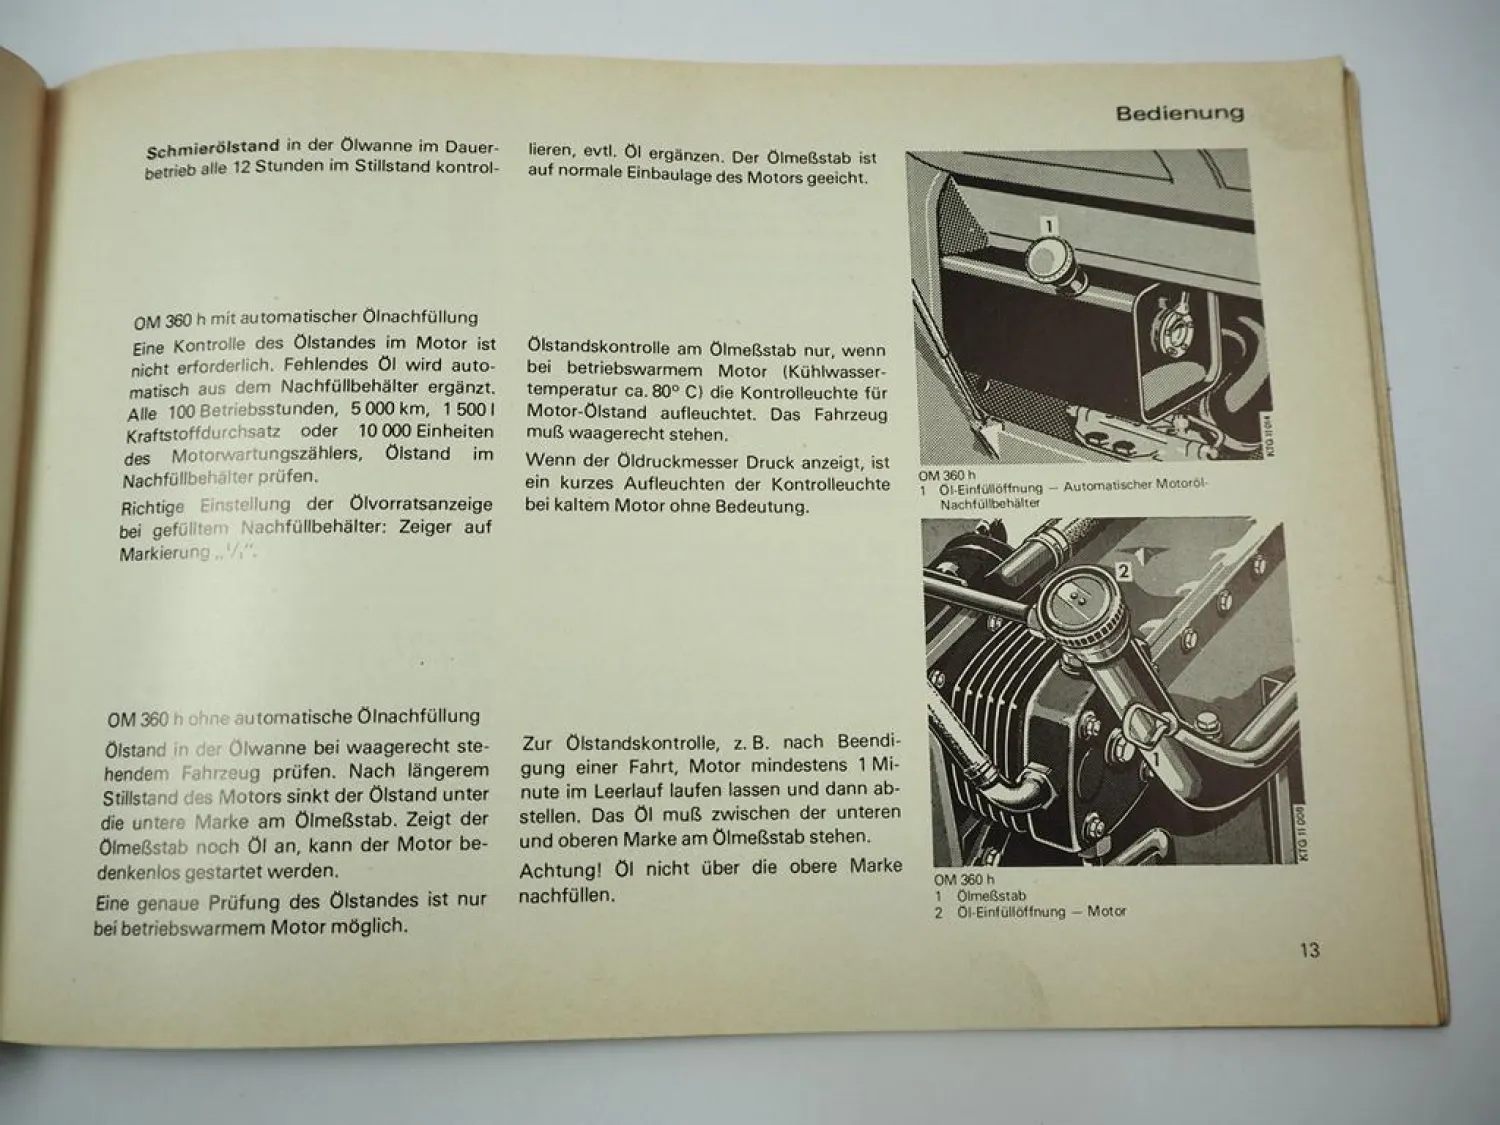 Bedienung
Schmierölstand in der Ölwanne im Dauer-
betrieb alle 12 Stunden im Stillstand kontrol-
lieren, evtl. Öl ergänzen. Der Ölmeßstab ist
auf normale Einbaulage des Motors geeicht.
OM 360 h mit automatischer Ölnachfüllung
Eine Kontrolle des Ölstandes im Motor ist
nicht erforderlich. Fehlendes Öl wird auto-
matisch aus dem Nachfüllbehälter ergänzt.
Alle 100 Betriebsstunden, 5 000 km, 1 500 l
Kraftstoffdurchsatz oder 10 000 Einheiten
des Motorwartungszählers, Ölstand im
Nachfüllbehälter prüfen.
Richtige Einstellung der Ölvorratsanzeige
bei gefülltem Nachfüllbehälter: Zeiger auf
Markierung „¹/₁".
Ölstandskontrolle am Ölmeßstab nur, wenn
bei betriebswarmem Motor (Kühlwasser-
temperatur ca. 80° C) die Kontrolleuchte für
Motor-Ölstand aufleuchtet. Das Fahrzeug
muß waagerecht stehen.
Wenn der Öldruckmesser Druck anzeigt, ist
ein kurzes Aufleuchten der Kontrolleuchte
bei kaltem Motor ohne Bedeutung.
OM 360 h ohne automatische Ölnachfüllung
Ölstand in der Ölwanne bei waagerecht ste-
hendem Fahrzeug prüfen. Nach längerem
Stillstand des Motors sinkt der Ölstand unter
die untere Marke am Ölmeßstab. Zeigt der
Ölmeßstab noch Öl an, kann der Motor be-
denkenlos gestartet werden.
Eine genaue Prüfung des Ölstandes ist nur
bei betriebswarmem Motor möglich.
Zur Ölstandskontrolle, z. B. nach Beendi-
gung einer Fahrt, Motor mindestens 1 Mi-
nute im Leerlauf laufen lassen und dann ab-
stellen. Das Öl muß zwischen der unteren
und oberen Marke am Ölmeßstab stehen.
Achtung! Öl nicht über die obere Marke
nachfüllen.
1
KTG 11 014
OM 360 h
1 Öl-Einfüllöffnung – Automatischer Motoröl-
Nachfüllbehälter
2
1
KTG 11 008
OM 360 h
1 Ölmeßstab
2 Öl-Einfüllöffnung – Motor
13